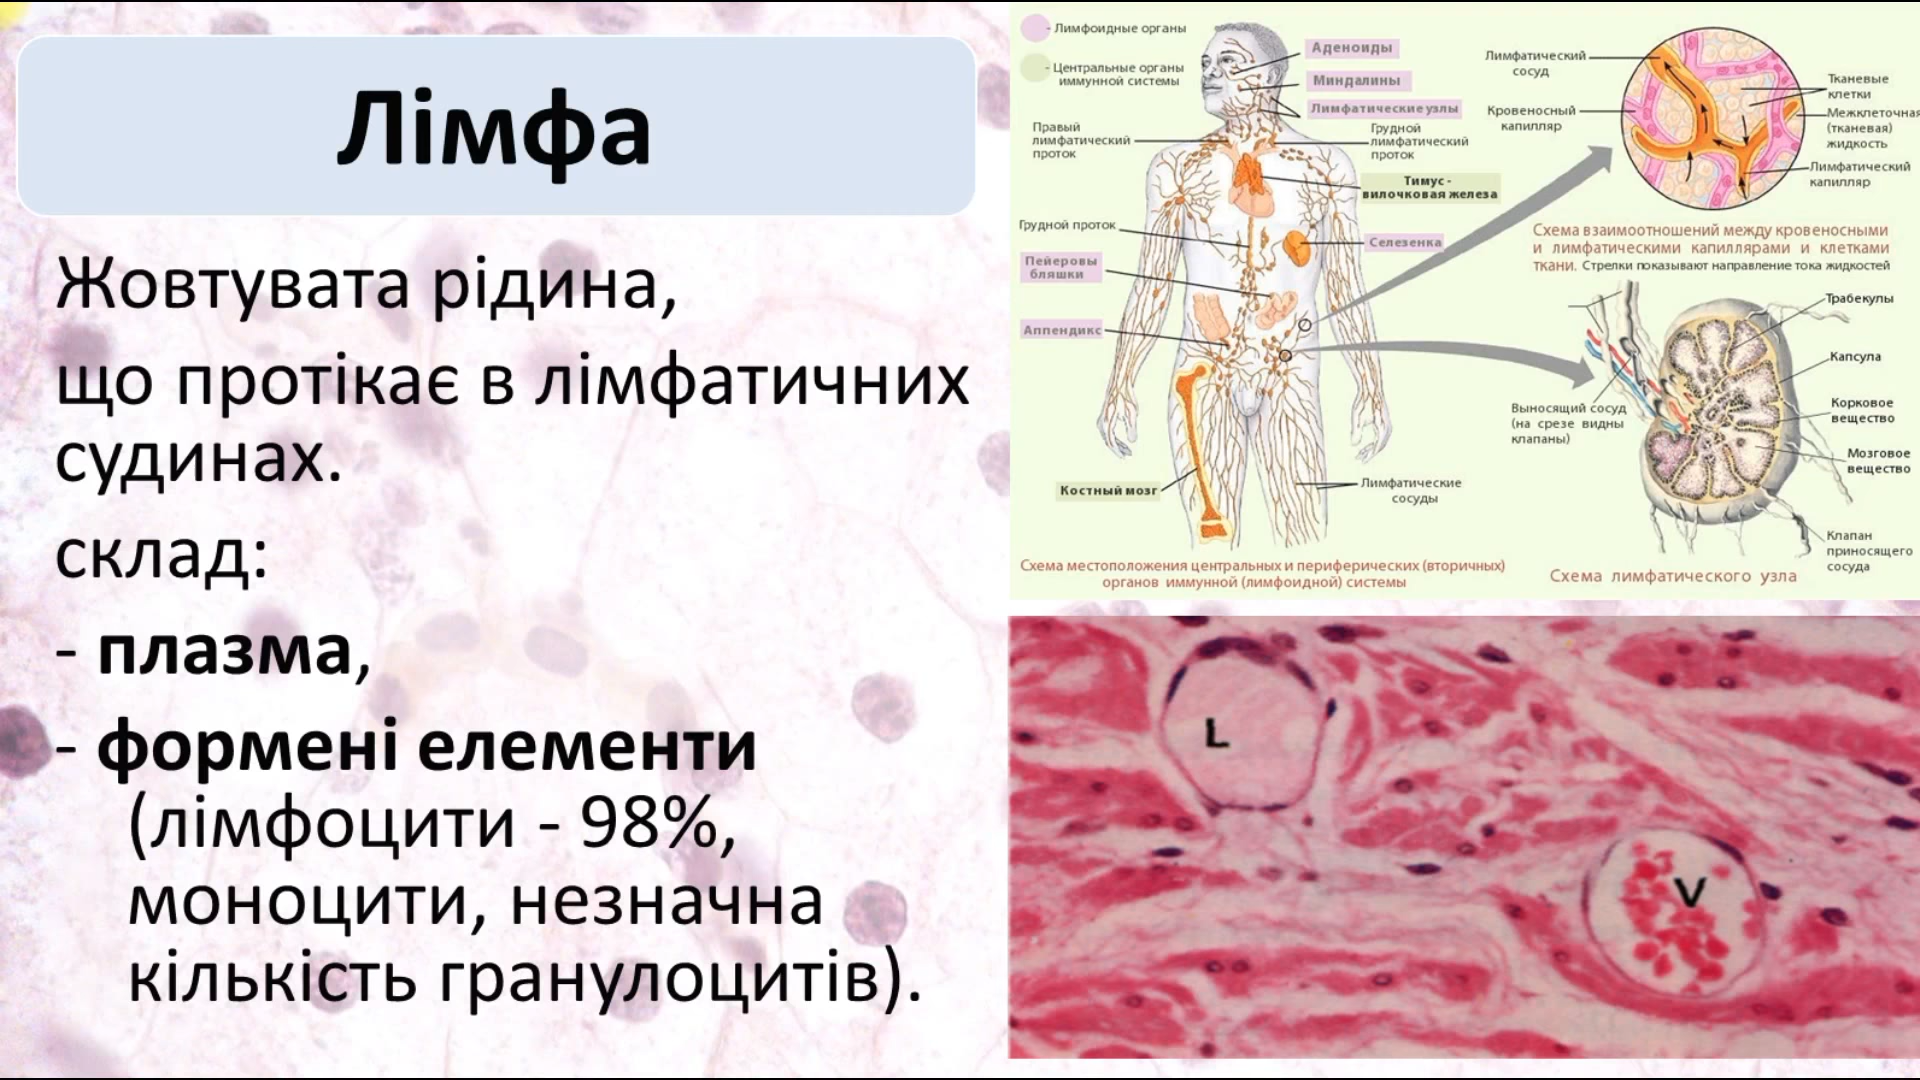 Лімфа
Жовтувата рідина,
що протікає в лімфатичних
судинах.
склад:
- плазма,
- формені елементи
(лімфоцити - 98%,
моноцити, незначна
кількість гранулоцитів).
- Лимфоидные органы
- Центральные органы
иммунной системы
Аденоиды
Миндалины
Лимфатические узлы
Правый
лимфатический
проток
Грудной
лимфатический
проток
Тимус -
вилочковая железа
Грудной проток
Селезенка
Пейеровы
бляшки
Аппендикс
Костный мозг
Лимфатические
сосуды
Схема местоположения центральных и периферических (вторичных)
органов иммунной (лимфоидной) системы
Лимфатический
сосуд
Кровеносный
капилляр
Тканевые
клетки
Межклеточная
(тканевая)
жидкость
Лимфатический
капилляр
Схема взаимоотношений между кровеносными
и лимфатическими капиллярами и клетками
ткани. Стрелки показывают направление тока жидкостей
Трабекулы
Капсула
Корковое
вещество
Мозговое
вещество
Выносящий сосуд
(на срезе видны
клапаны)
Клапан
приносящего
сосуда
Схема лимфатического узла
L
V